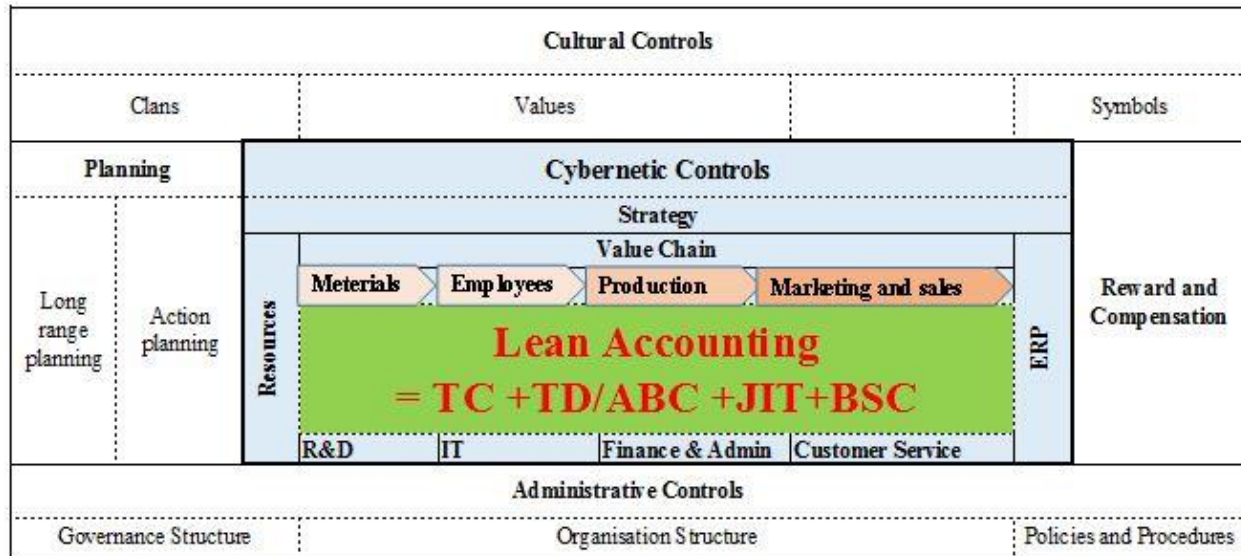 Cultural Controls
Clans Values Symbols
Planning
Cybernetic Controls
Strategy
Value Chain
Long
range
planning
Action
planning
Resources
Meterials Employees Production Marketing and sales
Lean Accounting
= TC +TD/ABC +JIT+BSC
R&D IT Finance & Admin Customer Service
ERP
Reward and
Compensation
Administrative Controls
Governance Structure Organisation Structure Policies and Procedures